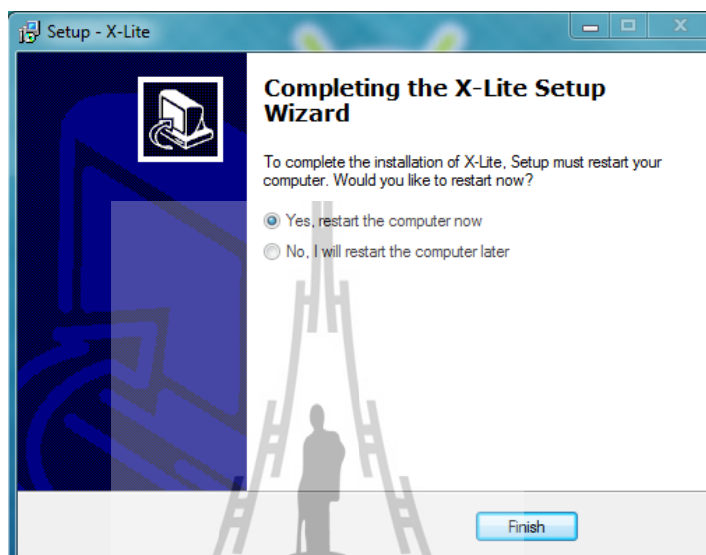 Setup - X-Lite
Completing the X-Lite Setup
Wizard
To complete the installation of X-Lite, Setup must restart your
computer. Would you like to restart now?
Yes, restart the computer now
No, I will restart the computer later
Finish